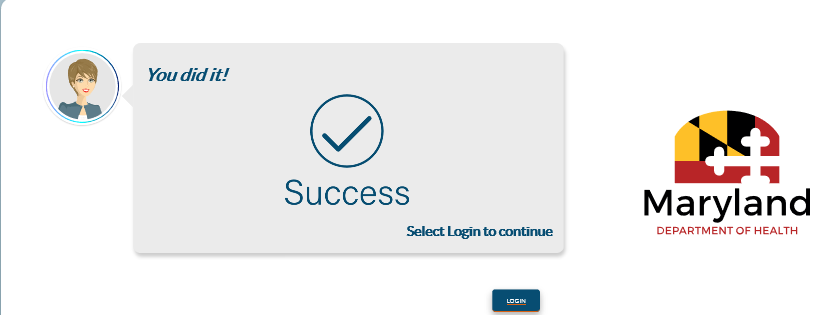 You did it!
Success
Select Login to continue
LOGIN
Maryland
DEPARTMENT OF HEALTH